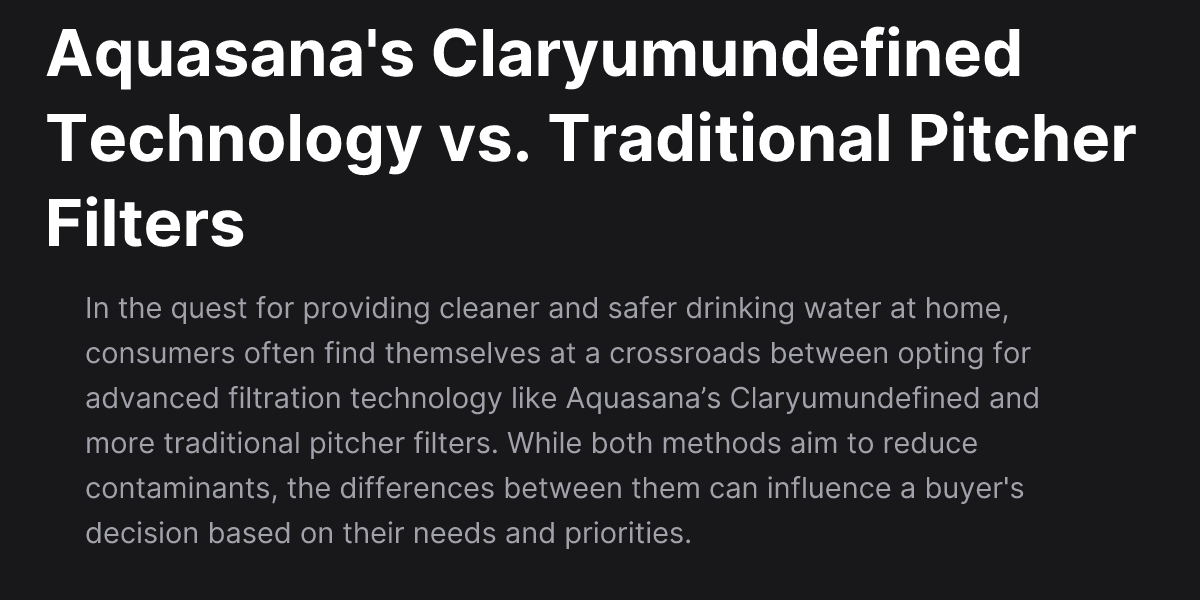 Aquasana's Claryumundefined
Technology vs. Traditional Pitcher
Filters
In the quest for providing cleaner and safer drinking water at home,
consumers often find themselves at a crossroads between opting for
advanced filtration technology like Aquasana’s Claryumundefined and
more traditional pitcher filters. While both methods aim to reduce
contaminants, the differences between them can influence a buyer's
decision based on their needs and priorities.